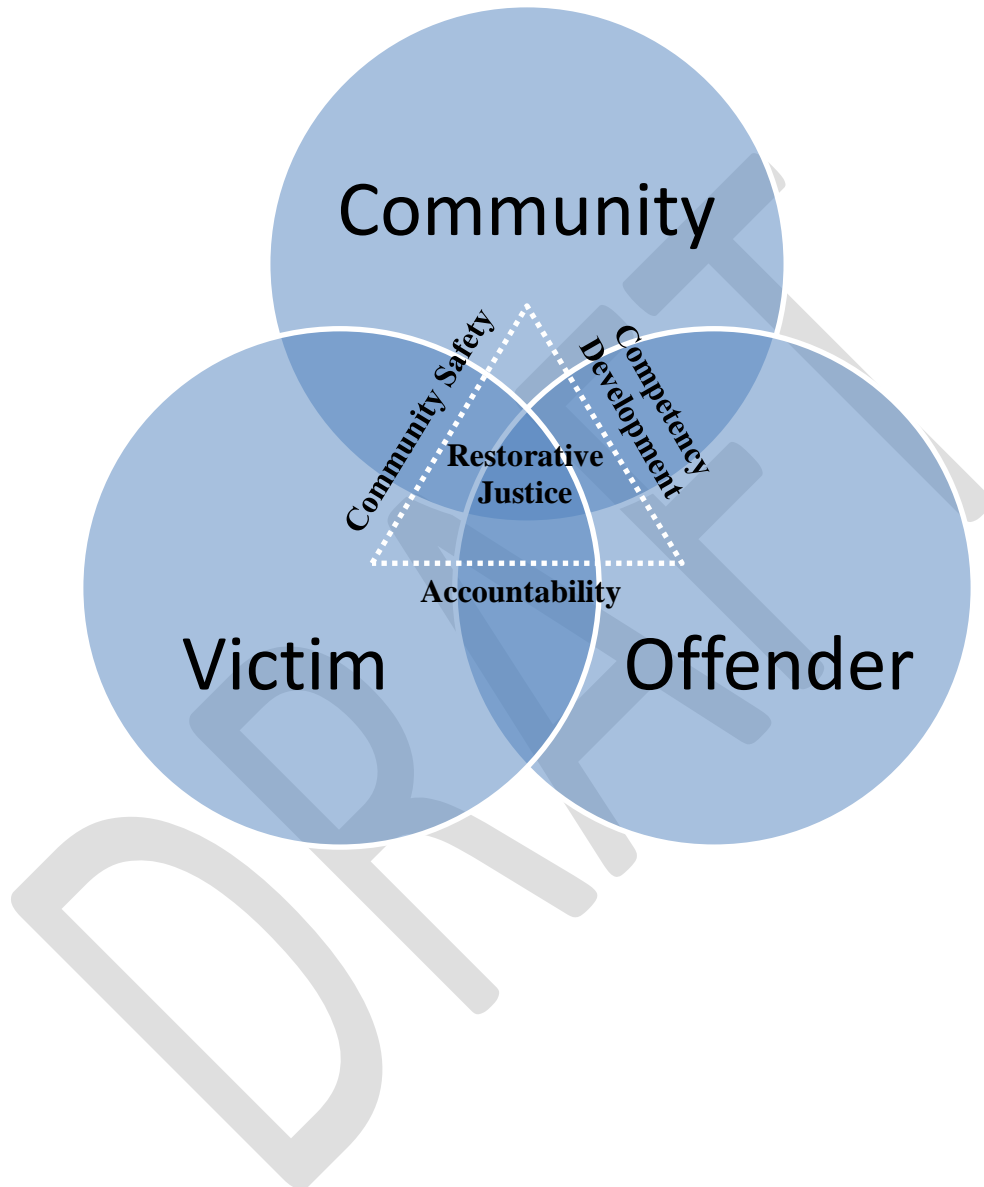 Community
Community Safety
Competency
Development
Restorative
Justice
Accountability
Victim
Offender
DRAFT